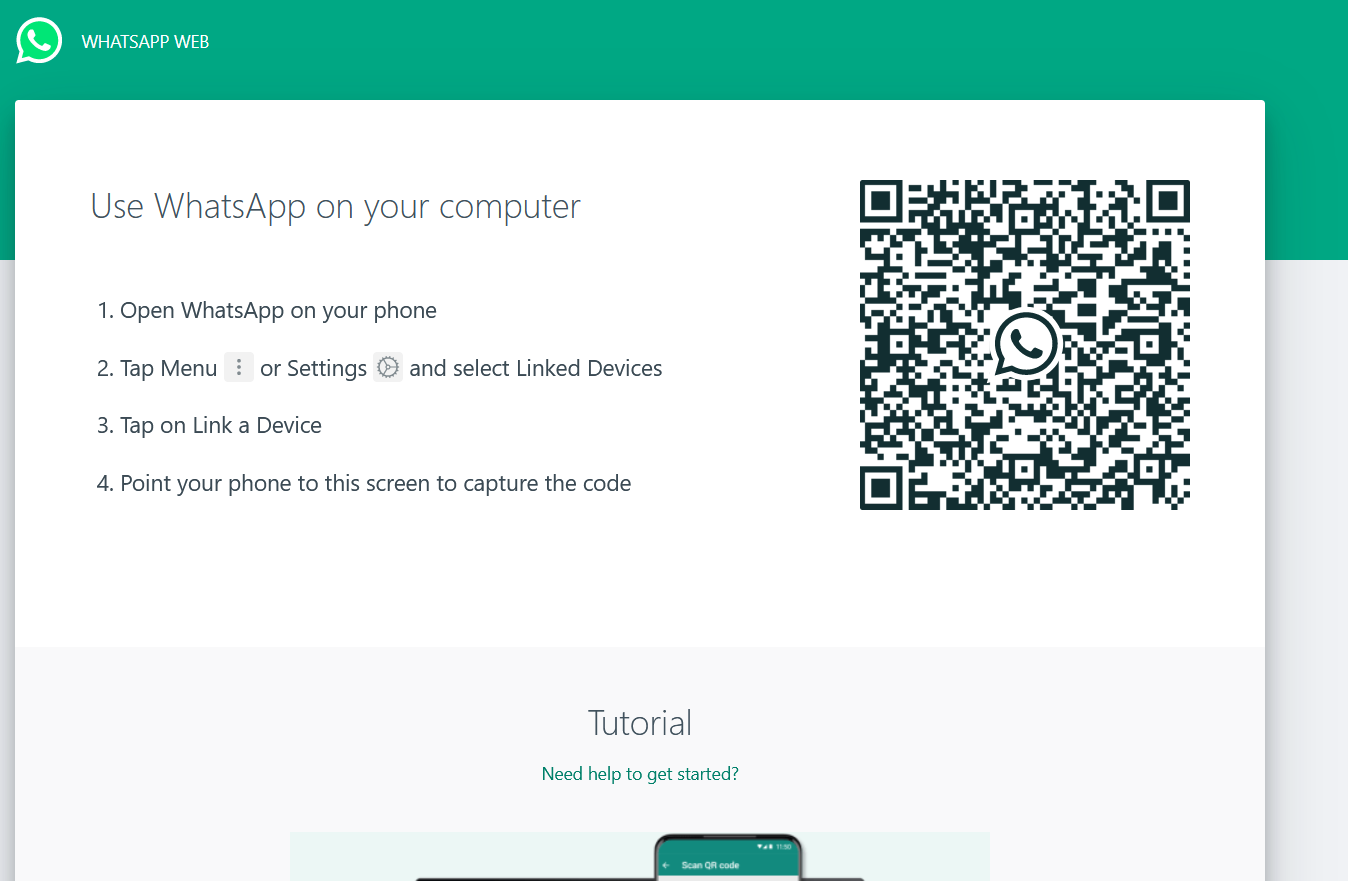 WHATSAPP WEB
Use WhatsApp on your computer
1. Open WhatsApp on your phone
2. Tap Menu or Settings and select Linked Devices
3. Tap on Link a Device
4. Point your phone to this screen to capture the code
Tutorial
Need help to get started?
11:50
Scan QR code